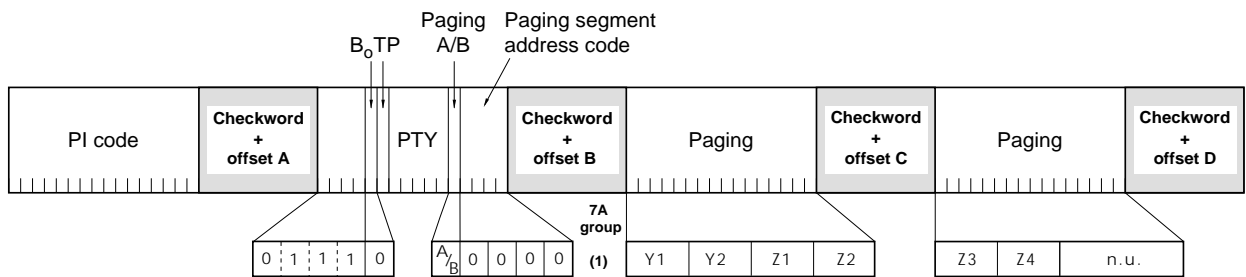 Paging
A/B
Paging segment
address code
BoTP
PI code
Checkword
+
offset A
PTY
Checkword
+
offset B
Paging
Checkword
+
offset C
Paging
Checkword
+
offset D
7A
group
(1)
0 1 1 1 0
A/B 0 0 0 0
Y1 Y2 Z1 Z2
Z3 Z4 n.u.